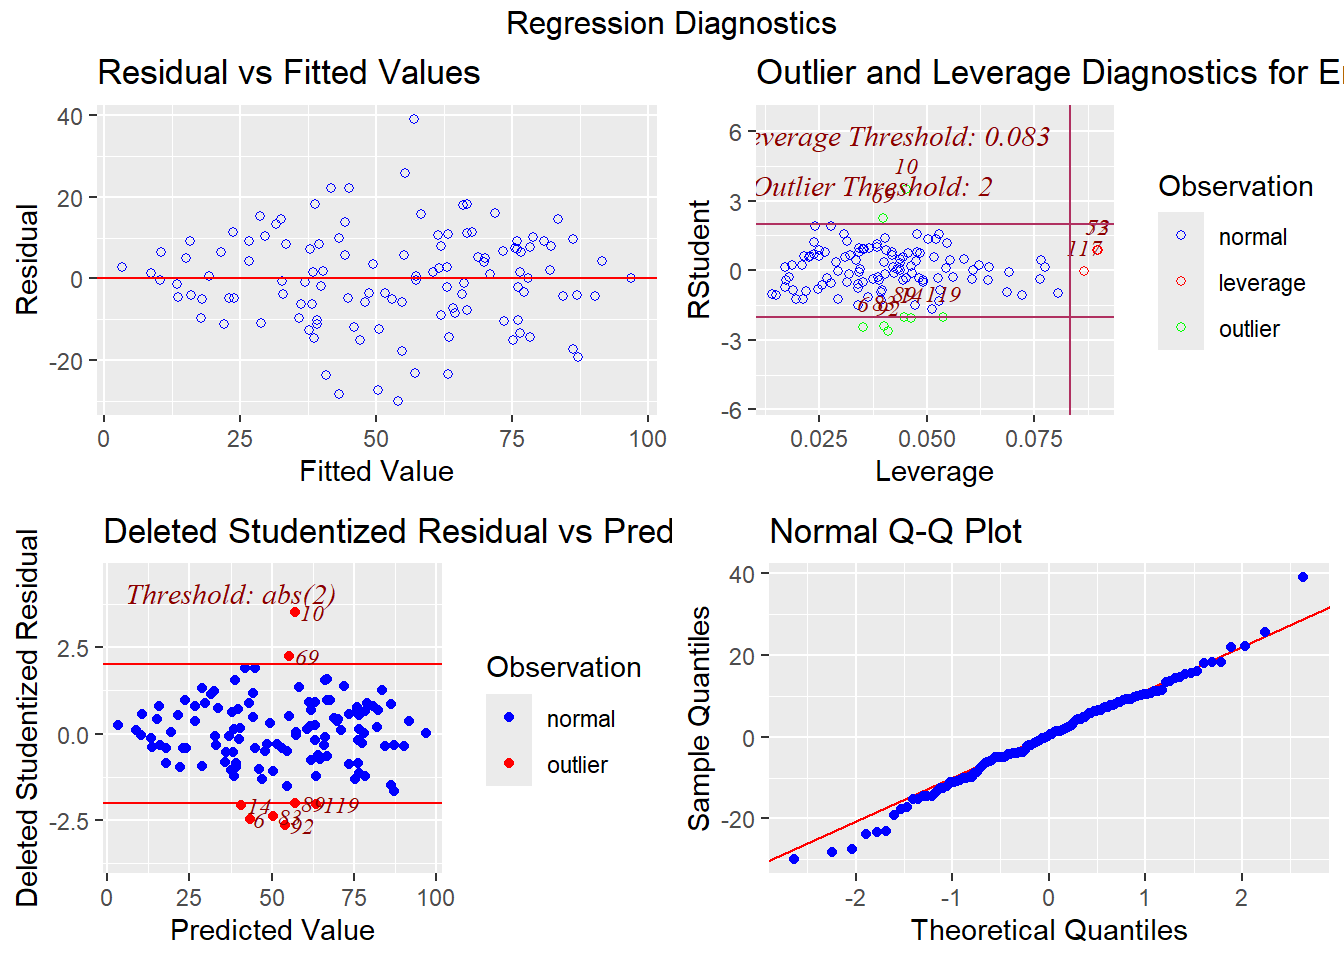 Regression Diagnostics
Residual vs Fitted Values
40
20
0
-20
Residual
0
25
50
75
100
Fitted Value
Outlier and Leverage Diagnostics for
everage Threshold: 0.083
Outlier Threshold: 2
10
69
117
119
6
3
0
-3
-6
RStudent
0.025
0.050
0.075
Leverage
Observation
normal
leverage
outlier
Deleted Studentized Residual vs Pred
Threshold: abs(2)
10
69
14
6
83
92
89
119
2.5
0.0
-2.5
Deleted Studentized Residual
0
25
50
75
100
Predicted Value
Observation
normal
outlier
Normal Q-Q Plot
40
20
0
-20
Sample Quantiles
-2
-1
0
1
2
Theoretical Quantiles